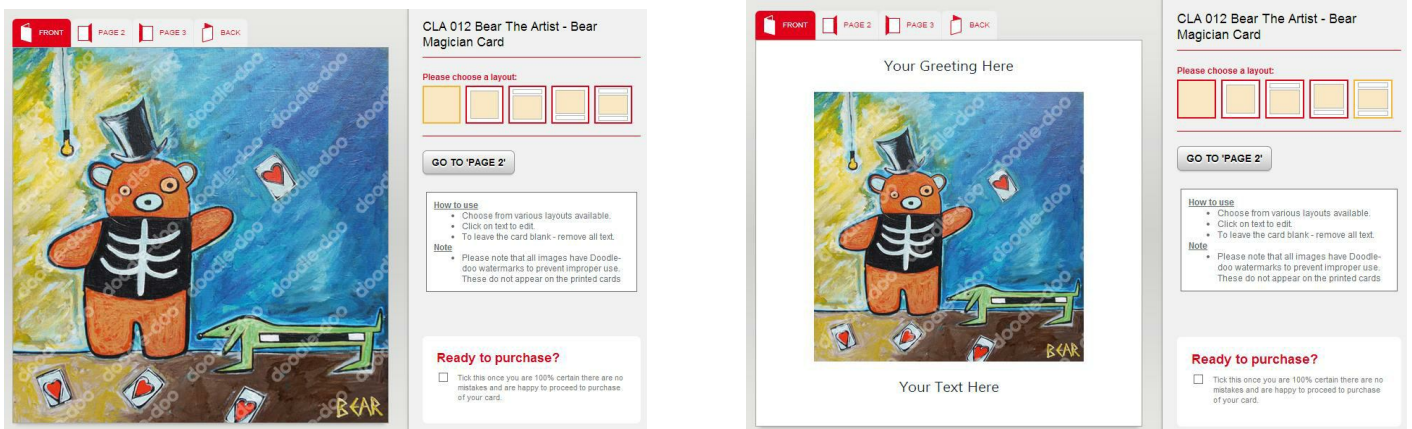 FRONT
PAGE 2
PAGE 3
BACK
doodle-doo
BEAR
CLA 012 Bear The Artist - Bear
Magician Card
Please choose a layout:
GO TO 'PAGE 2'
How to use
• Choose from various layouts available.
• Click on text to edit.
• To leave the card blank - remove all text.
Note
• Please note that all images have Doodle-
doo watermarks to prevent improper use.
These do not appear on the printed cards
Ready to purchase?
Tick this once you are 100% certain there are no
mistakes and are happy to proceed to purchase
of your card.
FRONT
PAGE 2
PAGE 3
BACK
Your Greeting Here
doodle-doo
BEAR
Your Text Here
CLA 012 Bear The Artist - Bear
Magician Card
Please choose a layout:
GO TO 'PAGE 2'
How to use
• Choose from various layouts available.
• Click on text to edit.
• To leave the card blank - remove all text.
Note
• Please note that all images have Doodle-
doo watermarks to prevent improper use.
These do not appear on the printed cards
Ready to purchase?
Tick this once you are 100% certain there are no
mistakes and are happy to proceed to purchase
of your card.